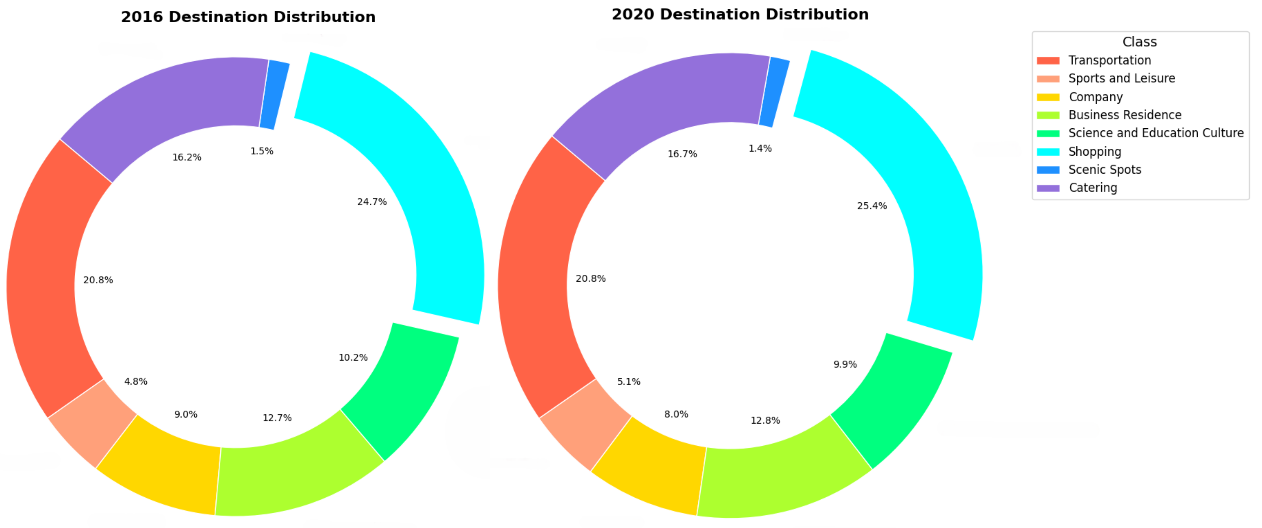 2016 Destination Distribution
16.2%
1.5%
24.7%
20.8%
10.2%
4.8%
9.0%
12.7%
2020 Destination Distribution
16.7%
1.4%
25.4%
20.8%
9.9%
5.1%
8.0%
12.8%
Class
Transportation
Sports and Leisure
Company
Business Residence
Science and Education Culture
Shopping
Scenic Spots
Catering